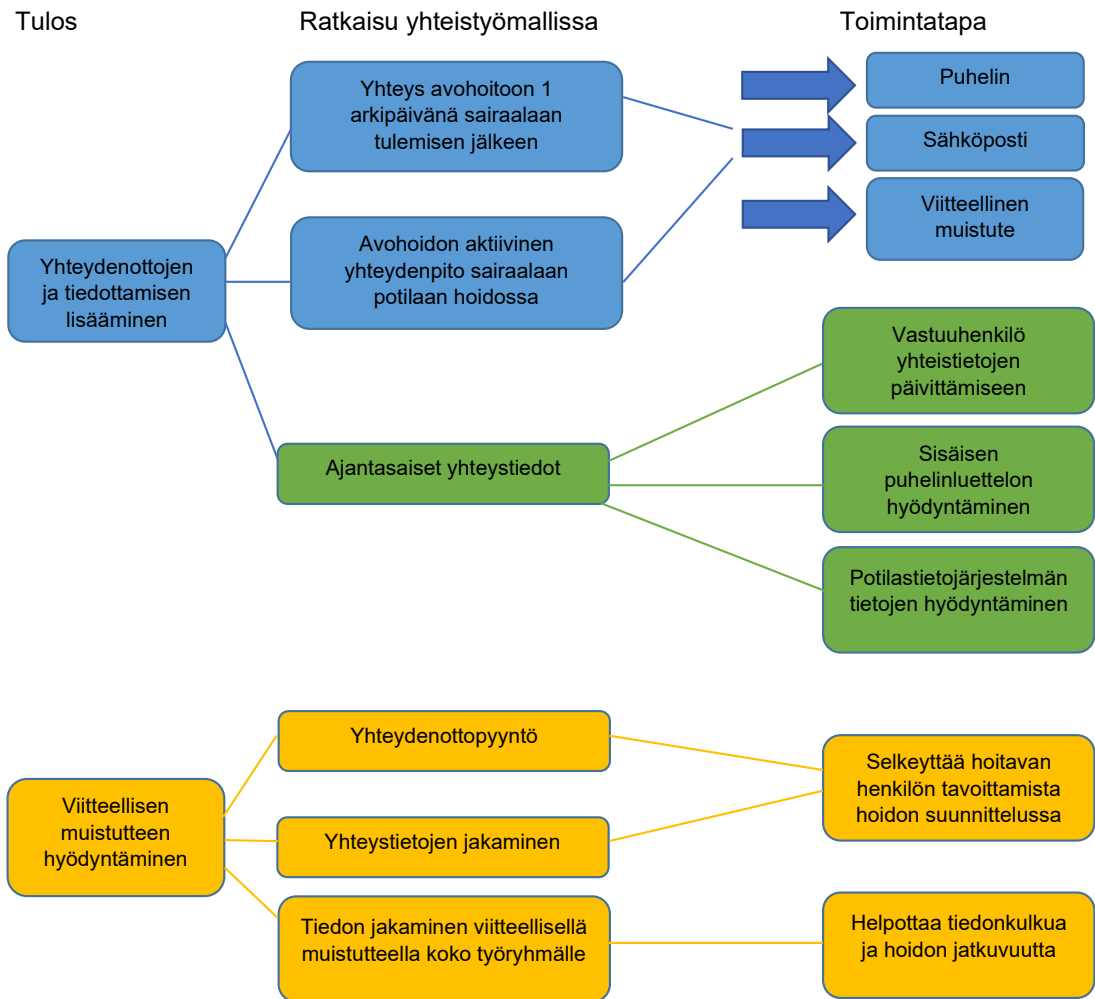 Tulos
Ratkaisu yhteistyömallissa
Toimintatapa
Yhteydenottojen
ja tiedottamisen
lisääminen
Yhteys avohoitoon 1
arkipäivänä sairaalaan
tulemisen jälkeen
Avohoidon aktiivinen
yhteydenpito sairaalaan
potilaan hoidossa
Puhelin
Sähköposti
Viitteellinen
muistute
Ajantasaiset yhteystiedot
Vastuuhenkilö
yhteistietojen
päivittämiseen
Sisäisen
puhelinluettelon
hyödyntäminen
Potilastietojärjestelmän
tietojen hyödyntäminen
Viitteellisen
muistutteen
hyödyntäminen
Yhteydenottopyyntö
Yhteystietojen jakaminen
Selkeyttää hoitavan
henkilön tavoittamista
hoidon suunnittelussa
Tiedon jakaminen viitteellisellä
muistutteella koko työryhmälle
Helpottaa tiedonkulkua
ja hoidon jatkuvuutta